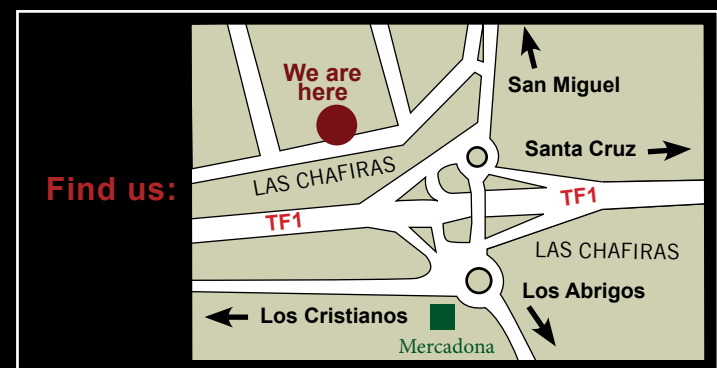 We are
here
San Miguel
Santa Cruz
LAS CHAFIRAS
Find us:
TF1
TF1
LAS CHAFIRAS
Los Abrigos
Los Cristianos
Mercadona